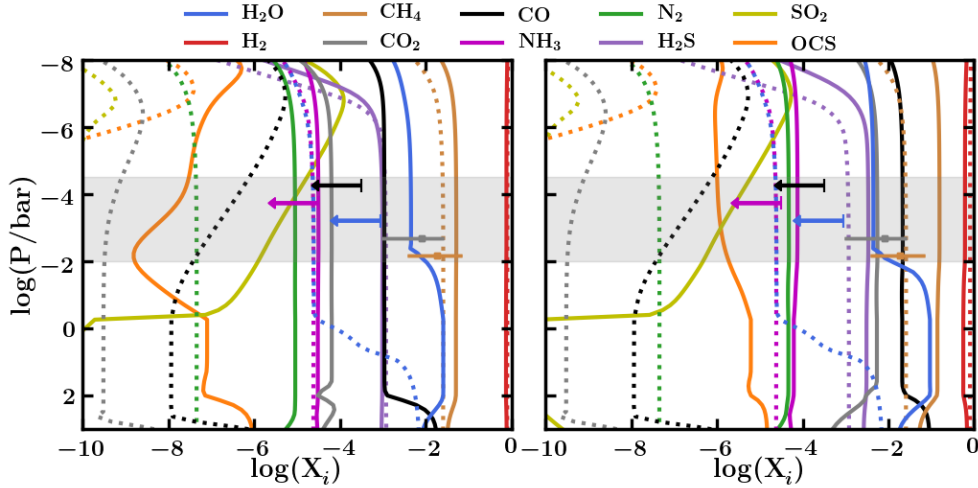 H₂O CH₄ CO N₂ SO₂
H₂ CO₂ NH₃ H₂S OCS
log(P/bar)
−8
−6
−4
−2
0
2
−10 −8 −6 −4 −2 0
−10 −8 −6 −4 −2 0
log(Xᵢ) log(Xᵢ)